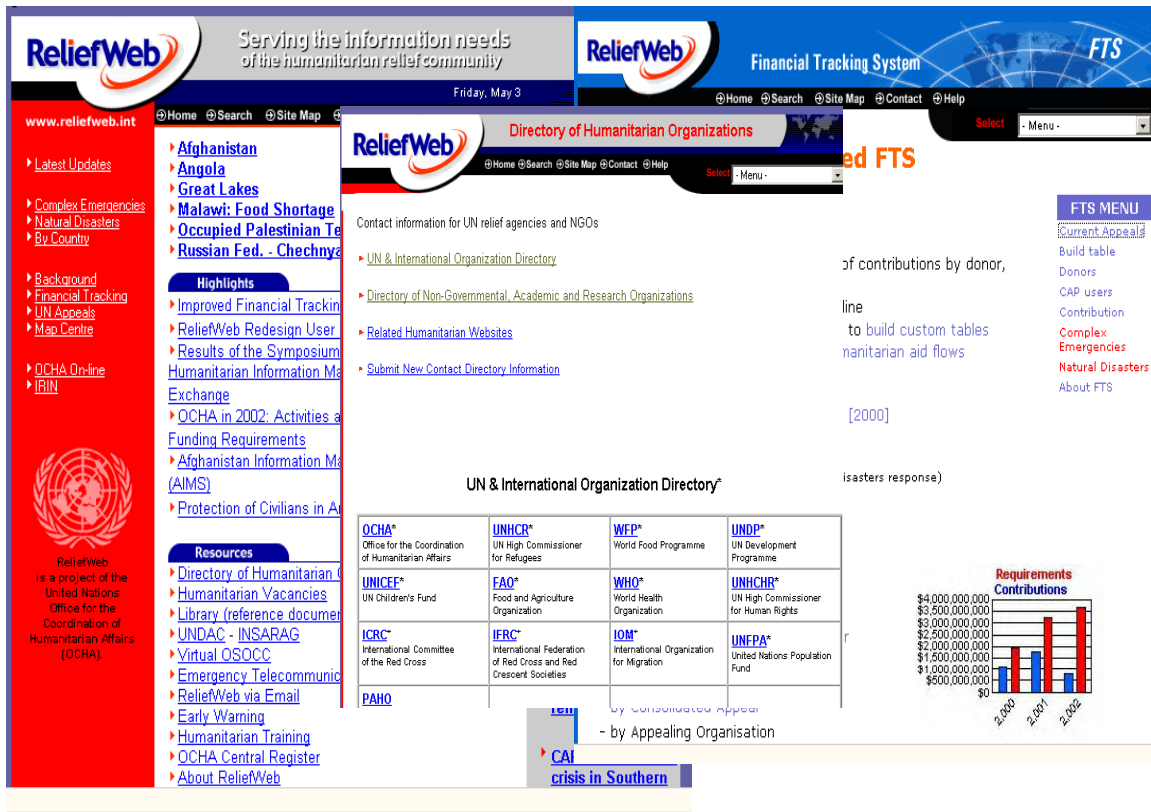 ReliefWeb
Serving the information needs
of the humanitarian relief community
Friday, May 3
www.reliefweb.int
Home Search Site Map
Latest Updates
Complex Emergencies
Natural Disasters
By Country
Background
Financial Tracking
UN Appeals
Map Centre
OCHA On-line
IRIN
ReliefWeb
is a project of the
United Nations
Office for the
Coordination of
Humanitarian Affairs
(OCHA).
Afghanistan
Angola
Great Lakes
Malawi: Food Shortage
Occupied Palestinian
Russian Fed. - Chechnya
Highlights
Improved Financial
ReliefWeb Redesign User
Results of the Symposium
Humanitarian Information
Exchange
OCHA in 2002: Activities
Funding Requirements
Afghanistan Information
(AIMS)
Protection of Civilians in
Resources
Directory of Humanitarian
Humanitarian Vacancies
Library (reference
UNDAC - INSARAG
Virtual OSOCC
Emergency
ReliefWeb via Email
Early Warning
Humanitarian Training
OCHA Central Register
About ReliefWeb
crisis in Southern
ReliefWeb
Directory of Humanitarian Organizations
Home Search Site Map Contact Help
Select - Menu -
Contact information for UN relief agencies and NGOs
UN & International Organization Directory
Directory of Non-Governmental, Academic and Research Organizations
Related Humanitarian Websites
Submit New Contact Directory Information
UN & International Organization Directory*
OCHA*
Office for the Coordination
of Humanitarian Affairs
UNHCR*
UN High Commissioner
for Refugees
WFP*
World Food Programme
UNDP*
UN Development
Programme
UNICEF*
UN Children's Fund
FAO*
Food and Agriculture
Organization
WHO*
World Health
Organization
UNHCHR*
UN High Commissioner
for Human Rights
ICRC*
International Committee
of the Red Cross
IFRC*
International Federation
of Red Cross and Red
Crescent Societies
IOM*
International Organization
for Migration
UNFPA*
United Nations Population
Fund
PAHO
ReliefWeb
Financial Tracking System
FTS
Home Search Site Map Contact Help
Select - Menu -
ed FTS
of contributions by donor,
line
to build custom tables
manitarian aid flows
[2000]
isasters response)
FTS MENU
Current Appeals
Build table
Donors
CAP users
Contribution
Complex
Emergencies
Natural Disasters
About FTS
Requirements
Contributions
$4,000,000,000
$3,500,000,000
$3,000,000,000
$2,500,000,000
$2,000,000,000
$1,500,000,000
$1,000,000,000
$500,000,000
$0
2,000 2,001 2,002
- by Consolidated Appeal
- by Appealing Organisation